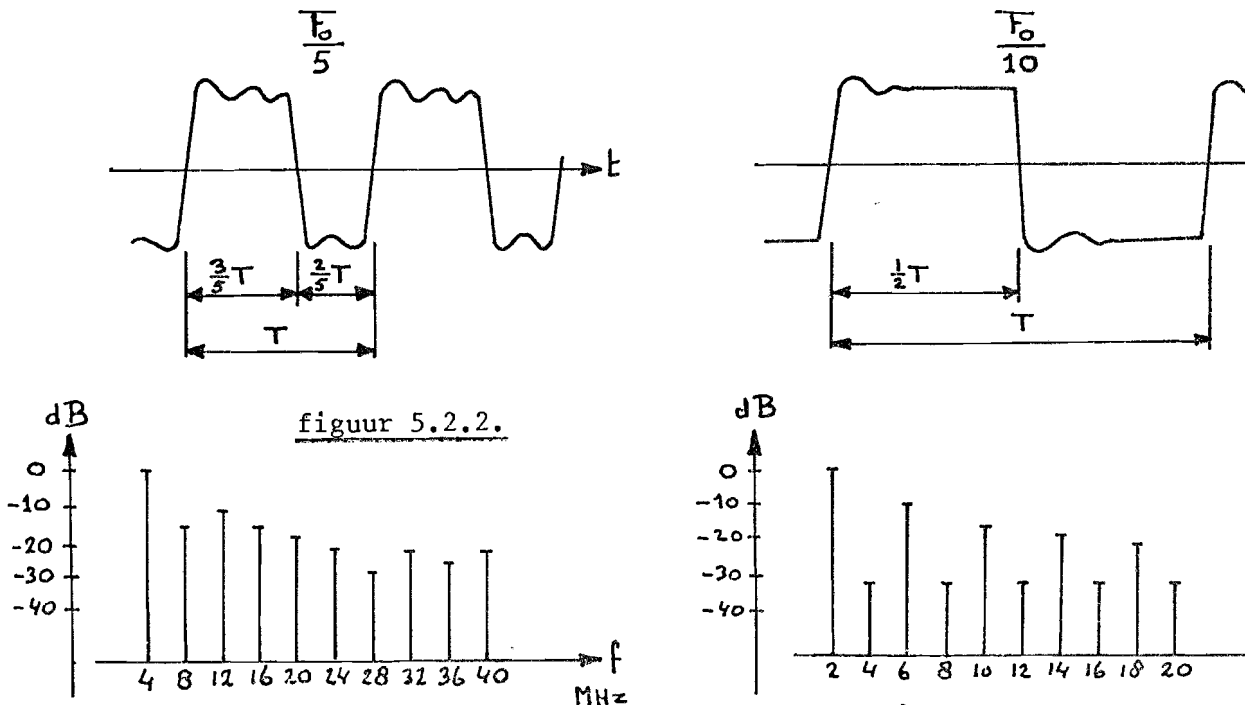 F₀/5
F₀/10
t
3/5 T
2/5 T
T
1/2 T
T
dB
figuur 5.2.2.
0
-10
-20
-30
-40
4 8 12 16 20 24 28 32 36 40
f
MHz
dB
0
-10
-20
-30
-40
2 4 6 8 10 12 14 16 18 20